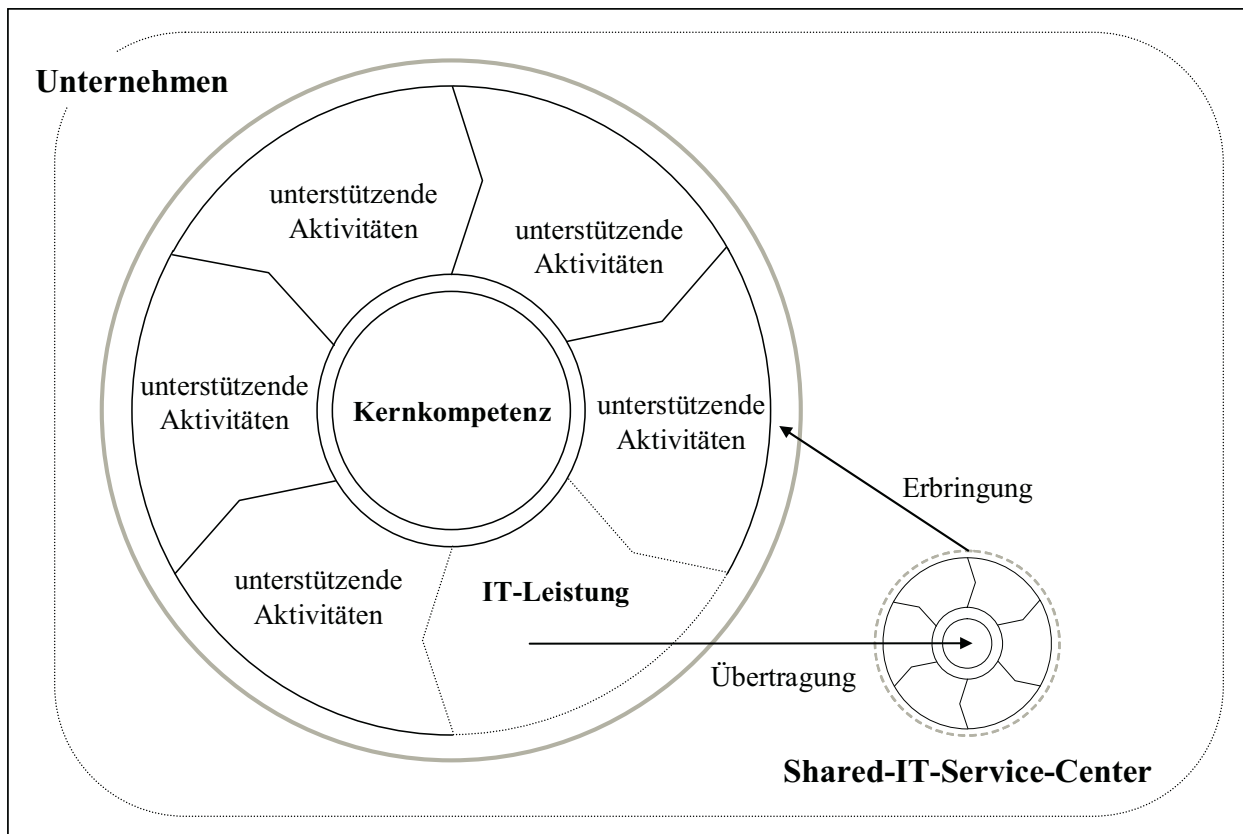 Unternehmen
unterstützende
Aktivitäten
unterstützende
Aktivitäten
unterstützende
Aktivitäten
Kernkompetenz
unterstützende
Aktivitäten
Erbringung
unterstützende
Aktivitäten
IT-Leistung
Übertragung
Shared-IT-Service-Center